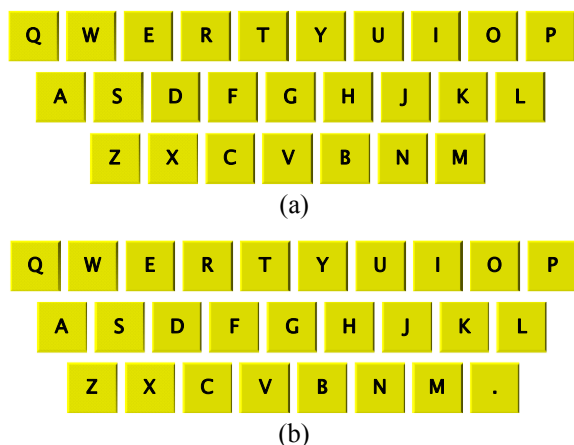 Q W E R T Y U I O P
A S D F G H J K L
Z X C V B N M
(a)
Q W E R T Y U I O P
A S D F G H J K L
Z X C V B N M .
(b)